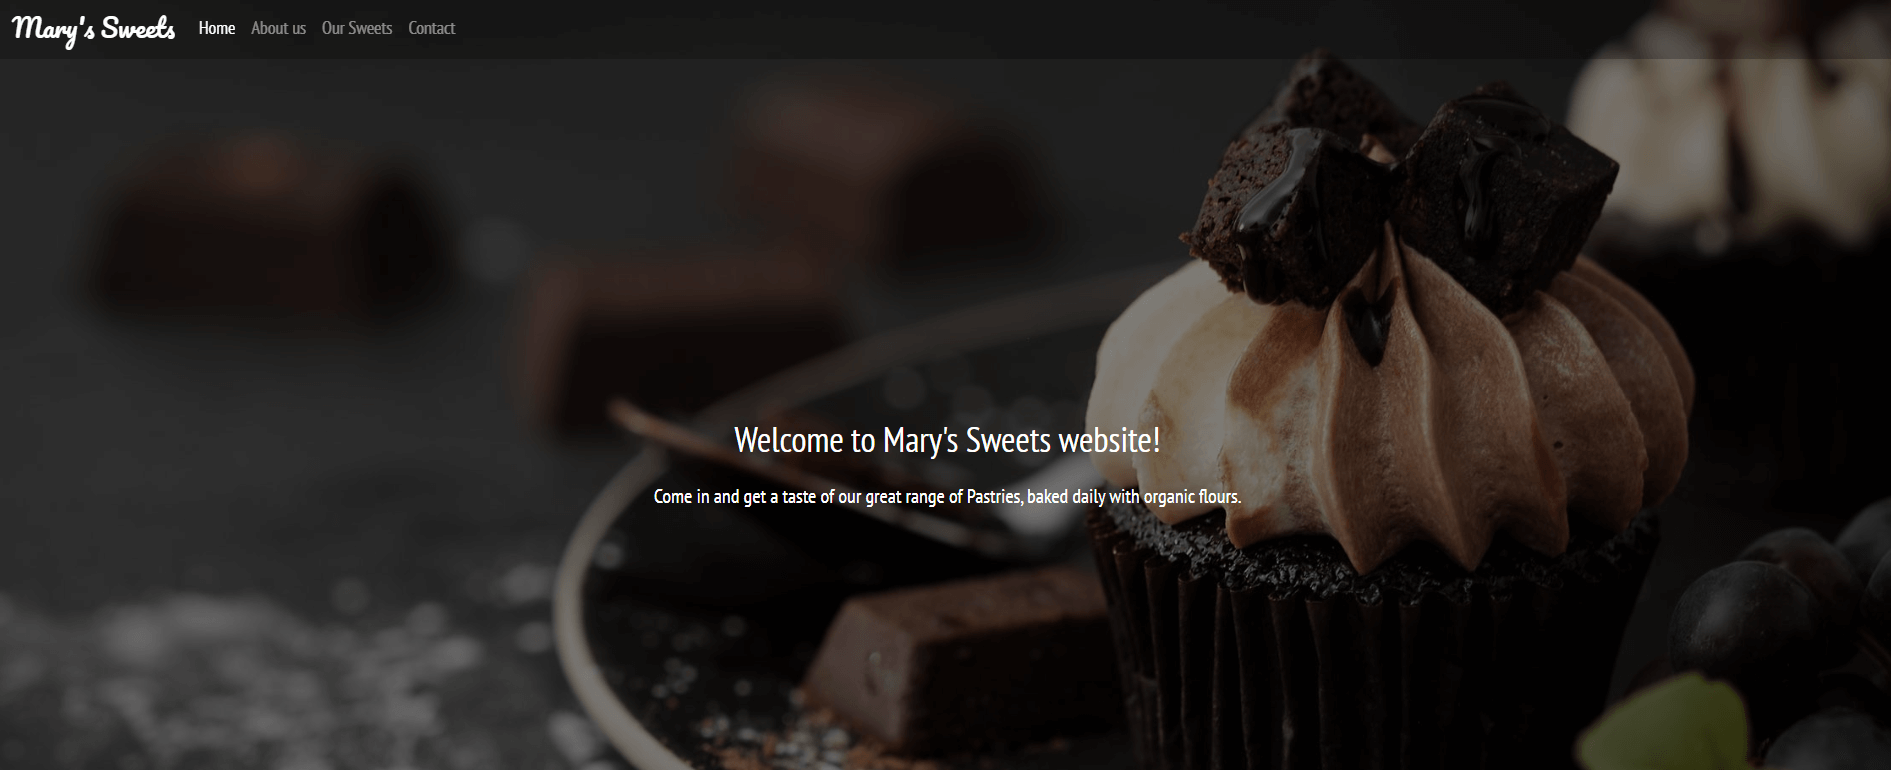 Mary's Sweets Home About us Our Sweets Contact
Welcome to Mary's Sweets website!
Come in and get a taste of our great range of Pastries, baked daily with organic flours.